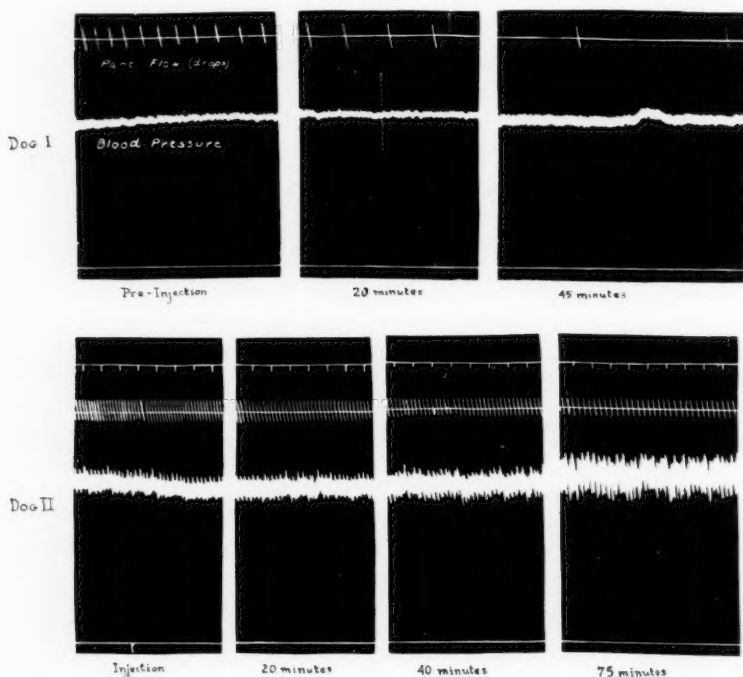 Panc. Flow (drops)
Blood Pressure
Dog I
Pre-Injection
20 minutes
45 minutes
Dog II
Injection
20 minutes
40 minutes
75 minutes